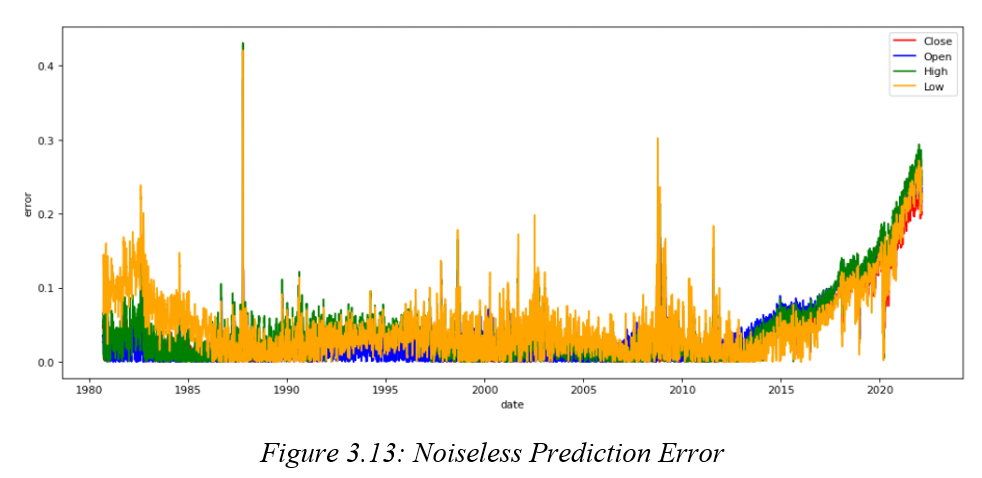 Close
Open
High
Low
0.4
0.3
0.2
0.1
0.0
error
1980 1985 1990 1995 2000 2005 2010 2015 2020
date
Figure 3.13: Noiseless Prediction Error